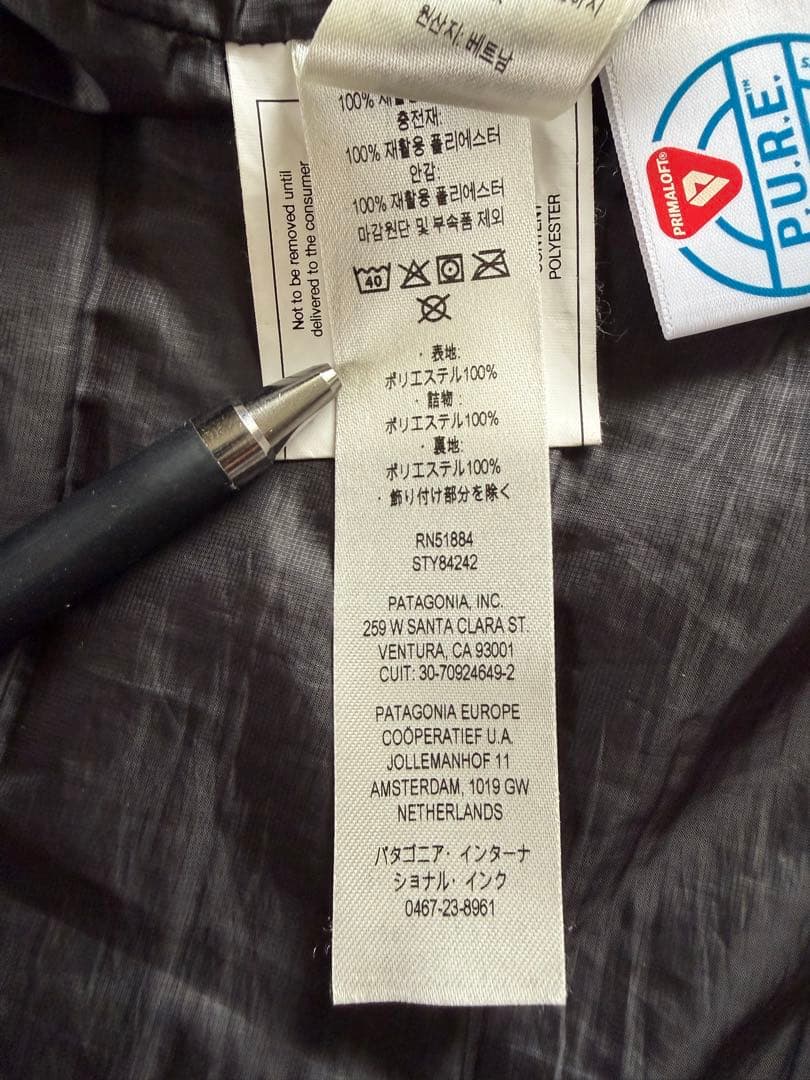 원산지: 베트남
100% 재활용
충전재:
100% 재활용 폴리에스터
안감:
100% 재활용 폴리에스터
마감원단 및 부속품 제외
40
・表地:
ポリエステル100%
・詰物:
ポリエステル100%
・裏地:
ポリエステル100%
・飾り付け部分を除く
RN51884
STY84242
PATAGONIA, INC.
259 W SANTA CLARA ST.
VENTURA, CA 93001
CUIT: 30-70924649-2
PATAGONIA EUROPE
COÖPERATIEF U.A.
JOLLEMANHOF 11
AMSTERDAM, 1019 GW
NETHERLANDS
パタゴニア・インターナ
ショナル・インク
0467-23-8961
Not to be removed until
delivered to the consumer
POLYESTER
PRIMALOFT®
P.U.R.E.™